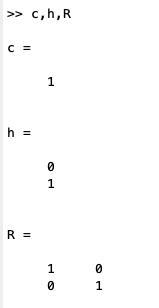 >> c,h,R
c =
1
h =
0
1
R =
1 0
0 1